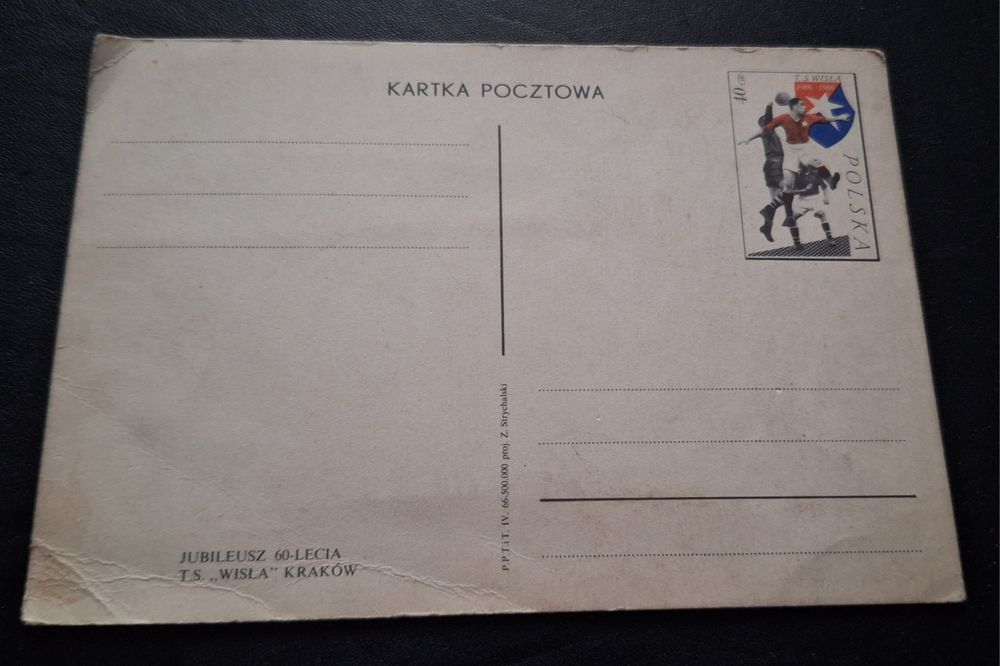 KARTKA POCZTOWA
40 GR
T.S. WISŁA
1906-1966
POLSKA
P.P.T.iT. IV. 66-500.000 proj. Z. Strychalski
JUBILEUSZ 60-LECIA
T.S. „WISŁA” KRAKÓW